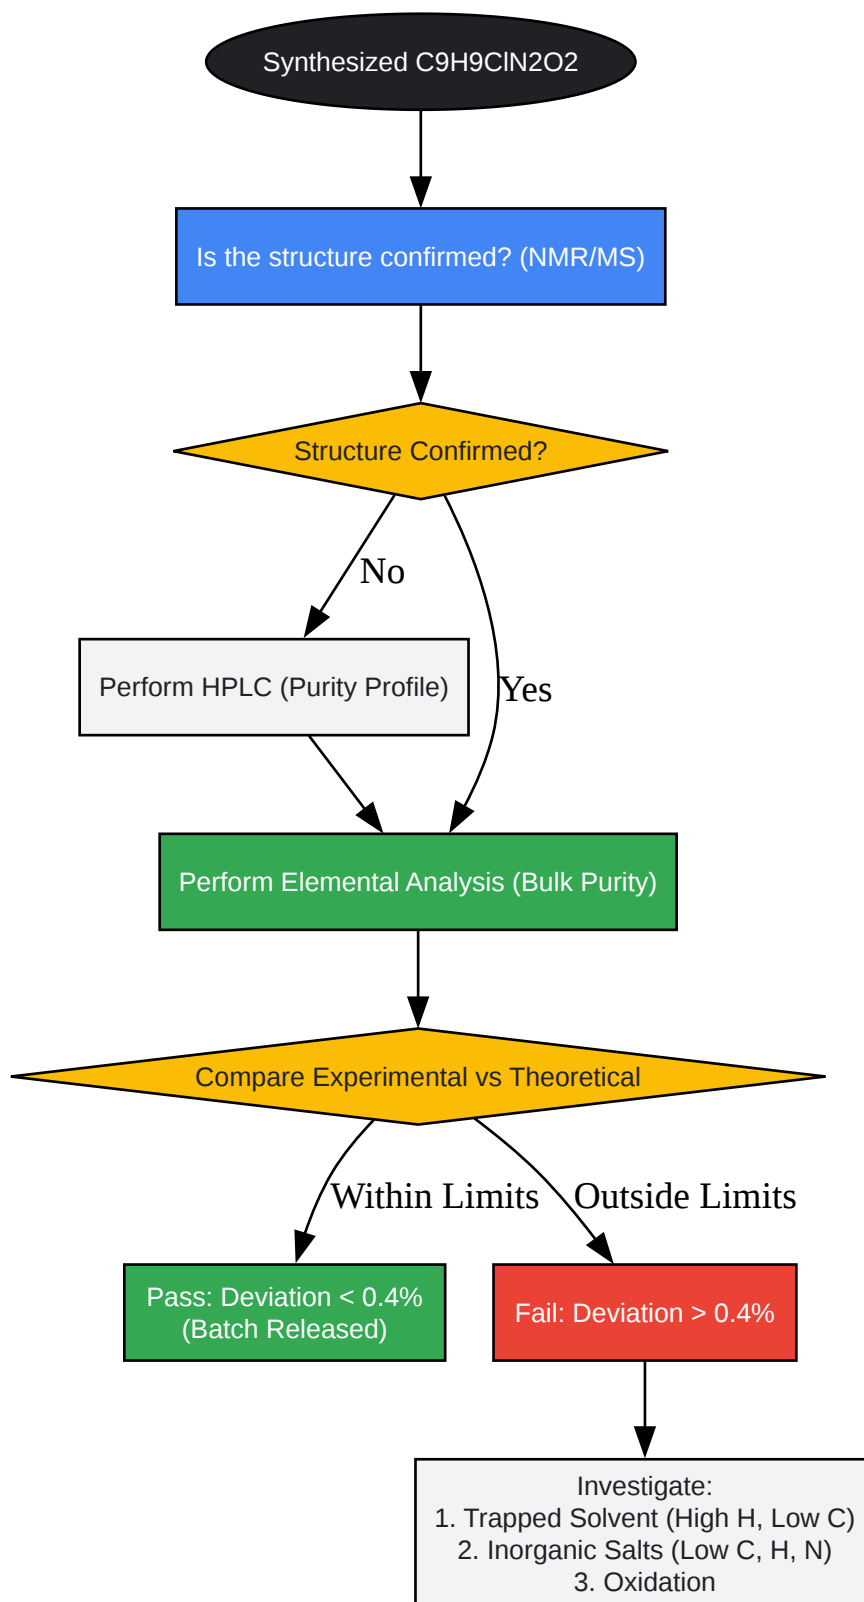 Synthesized C9H9ClN2O2
Is the structure confirmed? (NMR/MS)
Structure Confirmed?
No
Perform HPLC (Purity Profile)
Yes
Perform Elemental Analysis (Bulk Purity)
Compare Experimental vs Theoretical
Within Limits
Outside Limits
Pass: Deviation < 0.4%
(Batch Released)
Fail: Deviation > 0.4%
Investigate:
1. Trapped Solvent (High H, Low C)
2. Inorganic Salts (Low C, H, N)
3. Oxidation